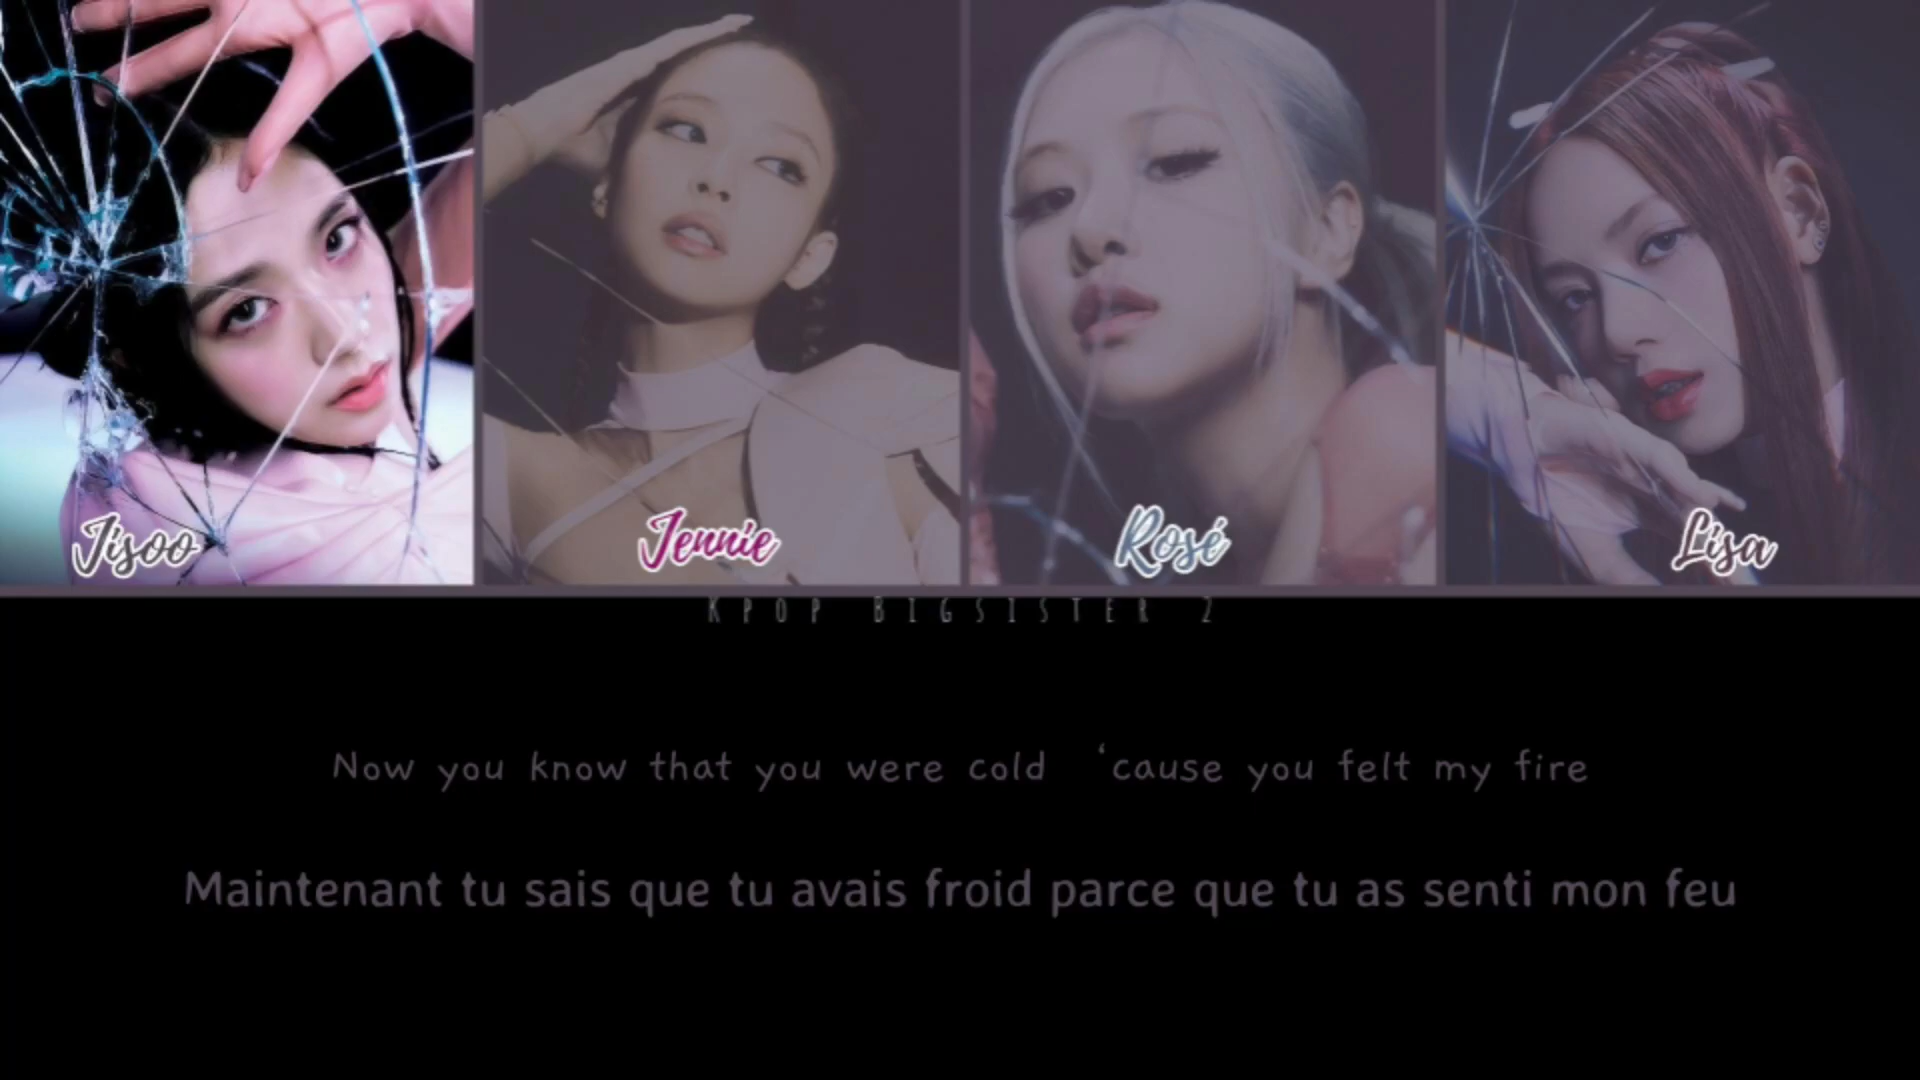 Jisoo Jennie Rosé Lisa
KPOP BIGSISTER 2
Now you know that you were cold ‘cause you felt my fire
Maintenant tu sais que tu avais froid parce que tu as senti mon feu